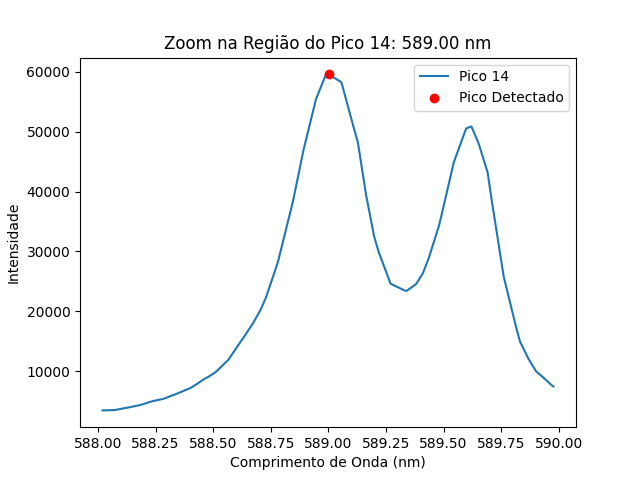 Zoom na Região do Pico 14: 589.00 nm
Pico 14
Pico Detectado
Intensidade
60000
50000
40000
30000
20000
10000
588.00 588.25 588.50 588.75 589.00 589.25 589.50 589.75 590.00
Comprimento de Onda (nm)